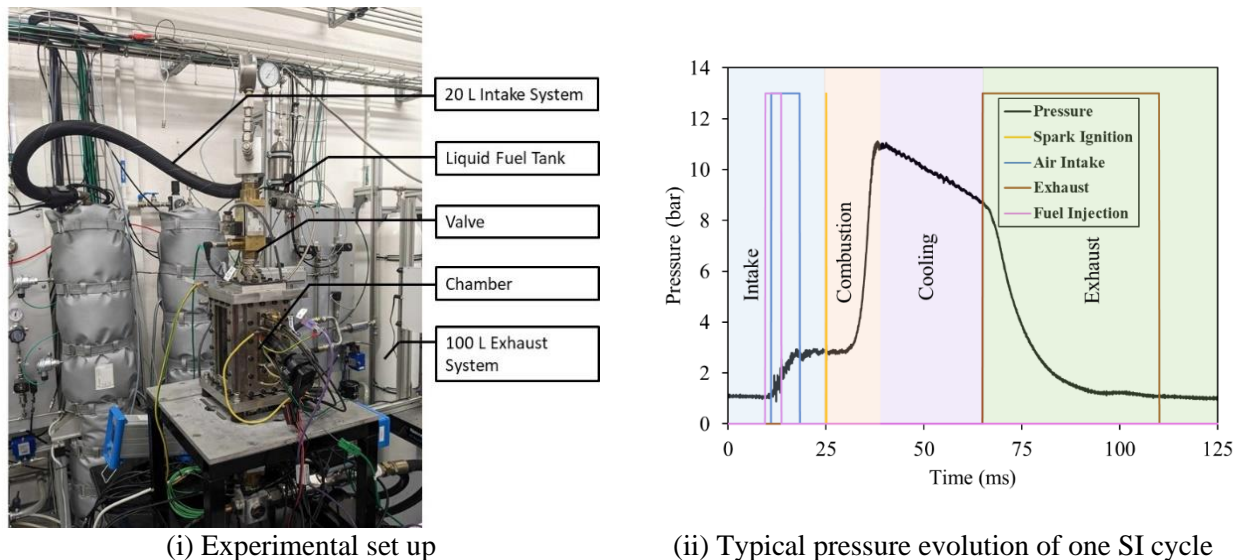 20 L Intake System
Liquid Fuel Tank
Valve
Chamber
100 L Exhaust
System
(i) Experimental set up
14
12
10
8
6
4
2
0
Pressure (bar)
0
25
50
75
100
125
Time (ms)
Intake
Combustion
Cooling
Exhaust
Pressure
Spark Ignition
Air Intake
Exhaust
Fuel Injection
(ii) Typical pressure evolution of one SI cycle